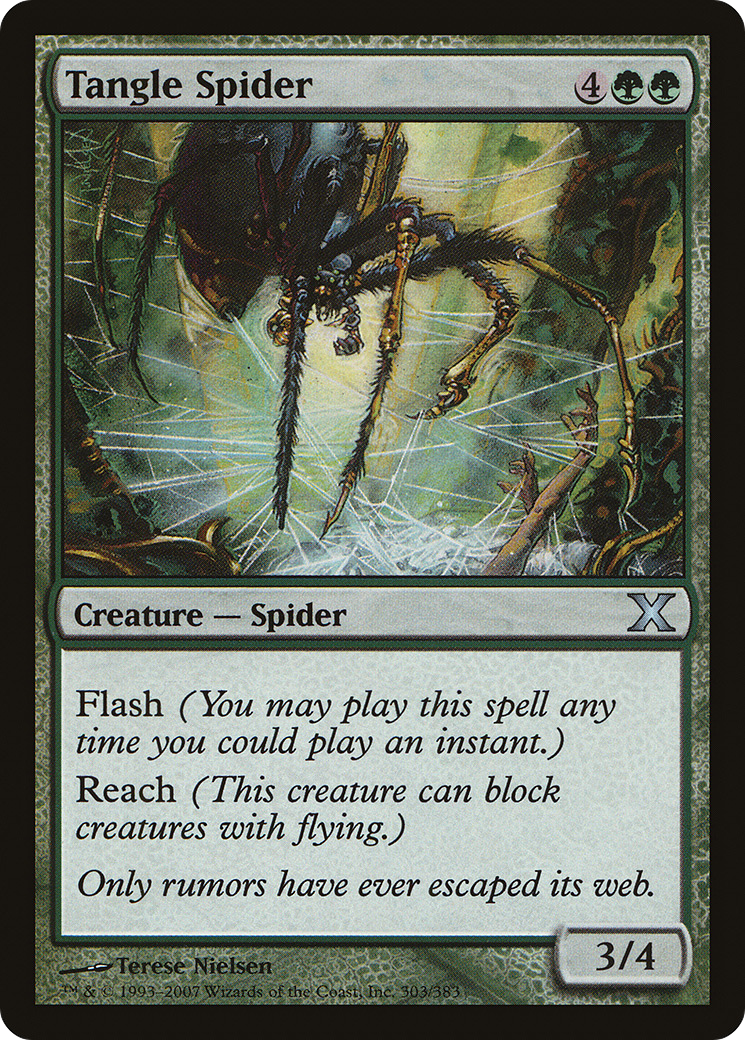 Tangle Spider 4
Creature — Spider X
Flash (You may play this spell any
time you could play an instant.)
Reach (This creature can block
creatures with flying.)
Only rumors have ever escaped its web.
3/4
Terese Nielsen
™ & © 1993–2007 Wizards of the Coast, Inc. 303/383